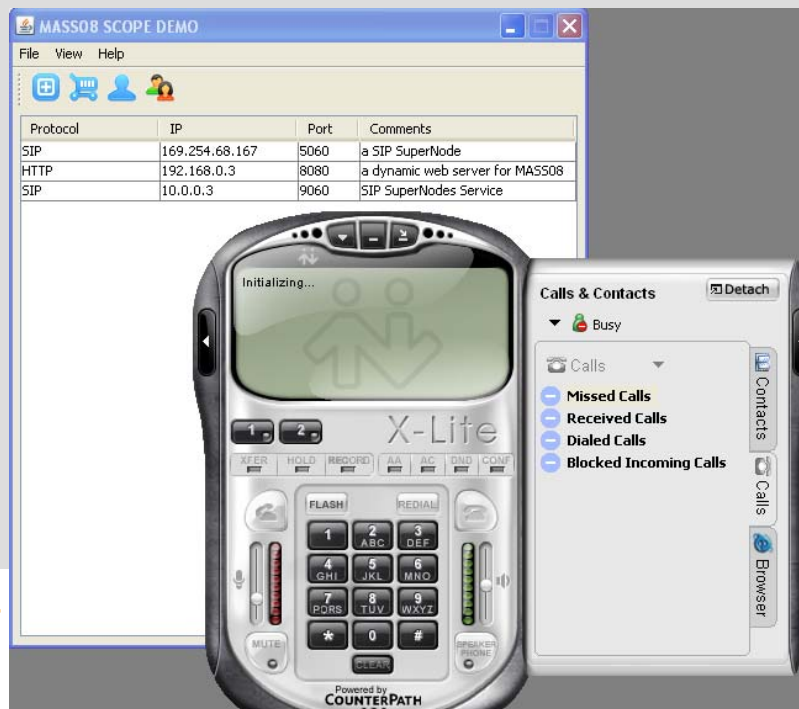 MASS08 SCOPE DEMO
File View Help
Protocol IP Port Comments
SIP 169.254.68.167 5060 a SIP SuperNode
HTTP 192.168.0.3 8080 a dynamic web server for MASS08
SIP 10.0.0.3 9060 SIP SuperNodes Service
Initializing...
X-Lite
1 2
XFER HOLD RECORD AA AC DND CONF
FLASH REDIAL
1 2 ABC 3 DEF
4 GHI 5 JKL 6 MNO
7 PQRS 8 TUV 9 WXYZ
* 0 #
MUTE
SPEAKER
PHONE
CLEAR
Powered by
COUNTERPATH
Calls & Contacts Detach
Busy
Calls
Missed Calls
Received Calls
Dialed Calls
Blocked Incoming Calls
Contacts
Calls
Browser